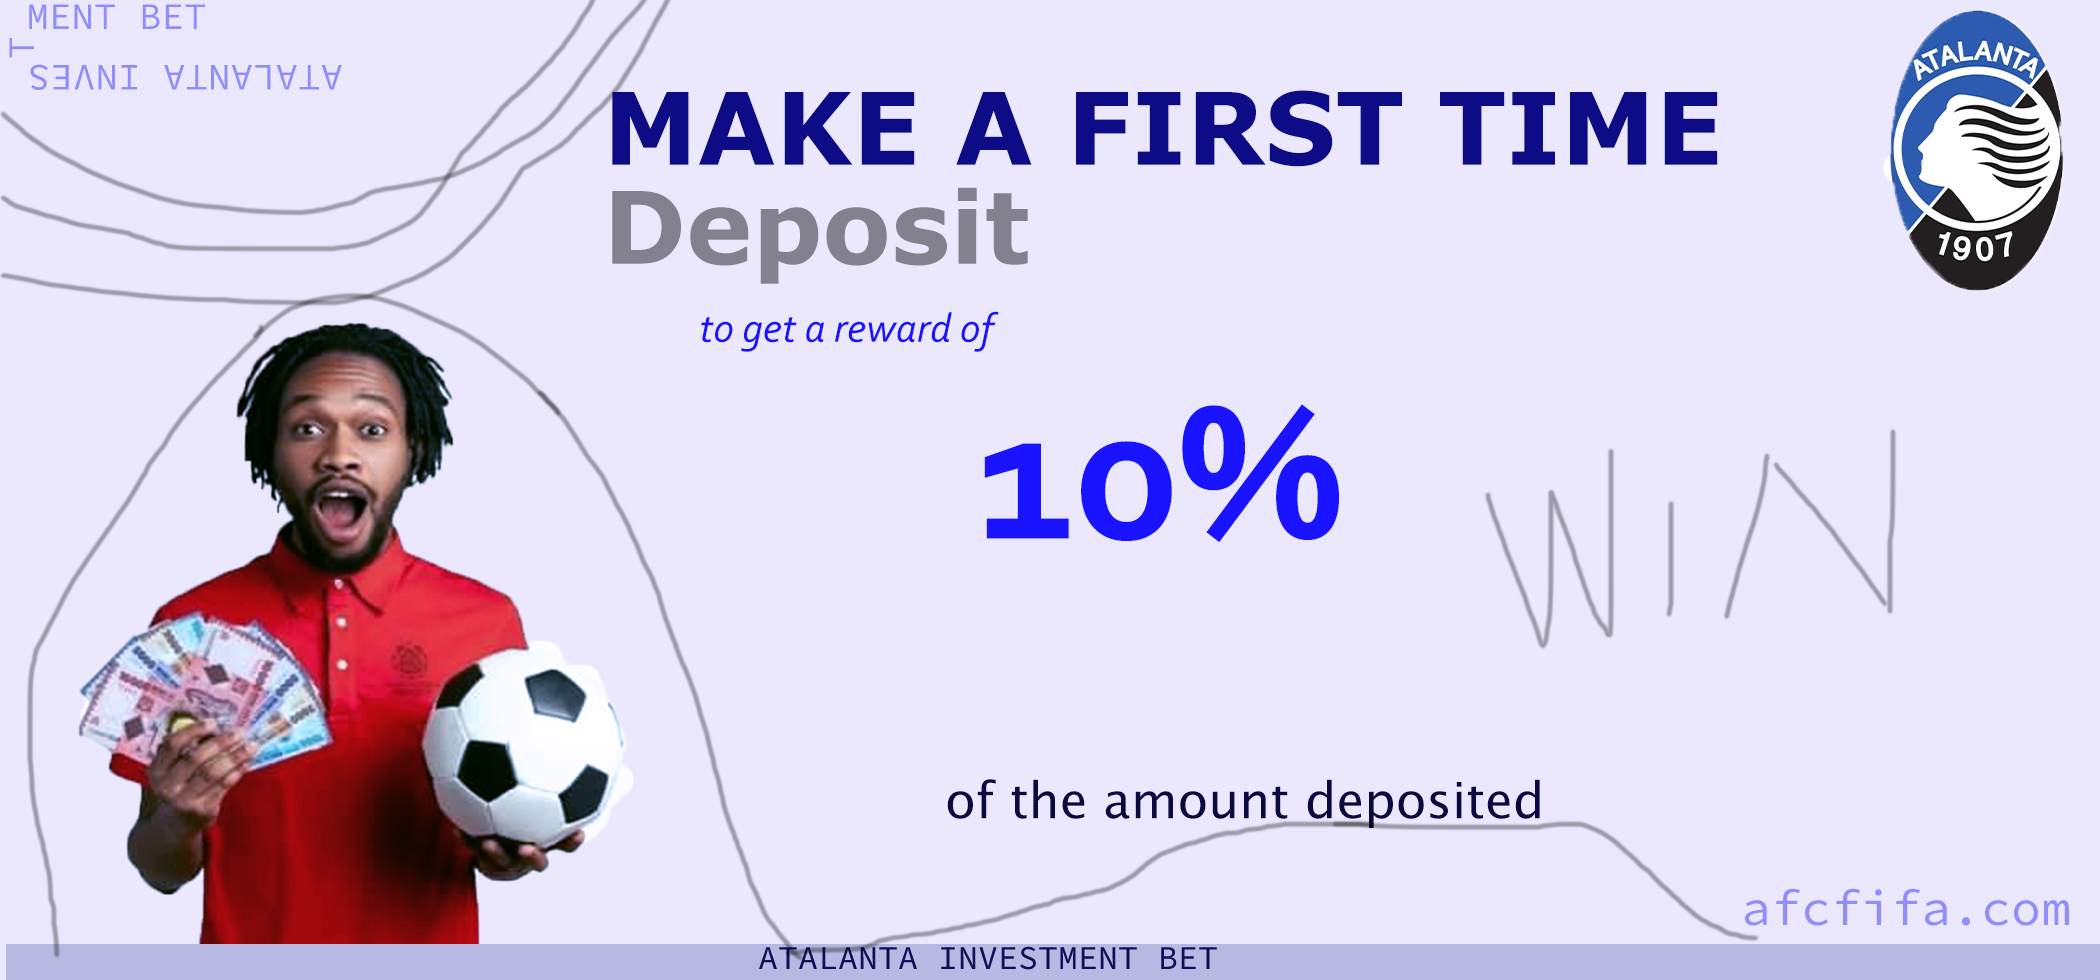 MENT BET
T
ATALANTA INVES
MAKE A FIRST TIME
Deposit
to get a reward of
10%
WIN
of the amount deposited
afcfifa.com
ATALANTA INVESTMENT BET
ATALANTA
1907